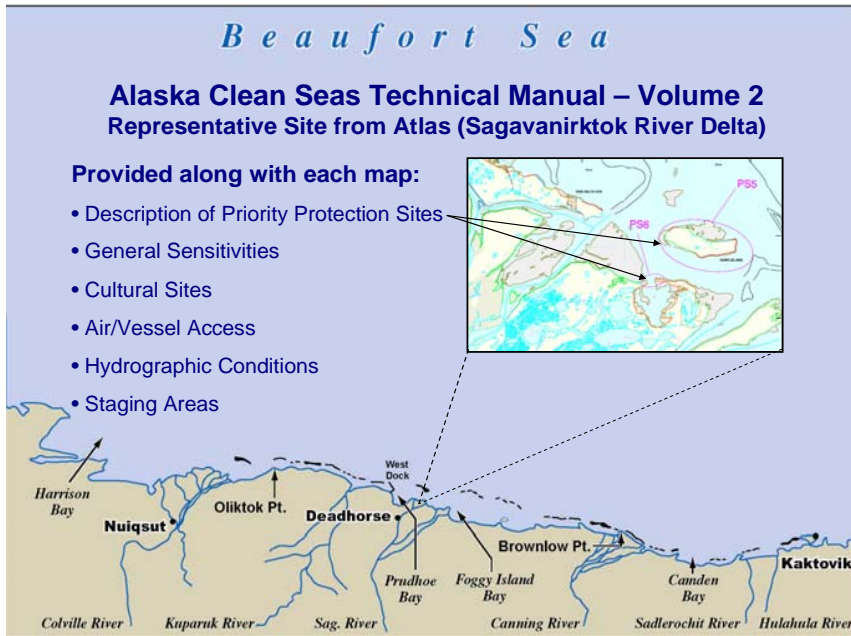 Beaufort Sea
Alaska Clean Seas Technical Manual – Volume 2
Representative Site from Atlas (Sagavanirktok River Delta)
Provided along with each map:
• Description of Priority Protection Sites
• General Sensitivities
• Cultural Sites
• Air/Vessel Access
• Hydrographic Conditions
• Staging Areas
PS5
PS6
West
Dock
Harrison
Bay
Oliktok Pt.
Nuiqsut
Deadhorse
Brownlow Pt.
Kaktovik
Prudhoe
Bay
Foggy Island
Bay
Camden
Bay
Colville River
Kuparuk River
Sag. River
Canning River
Sadlerochit River
Hulahula River